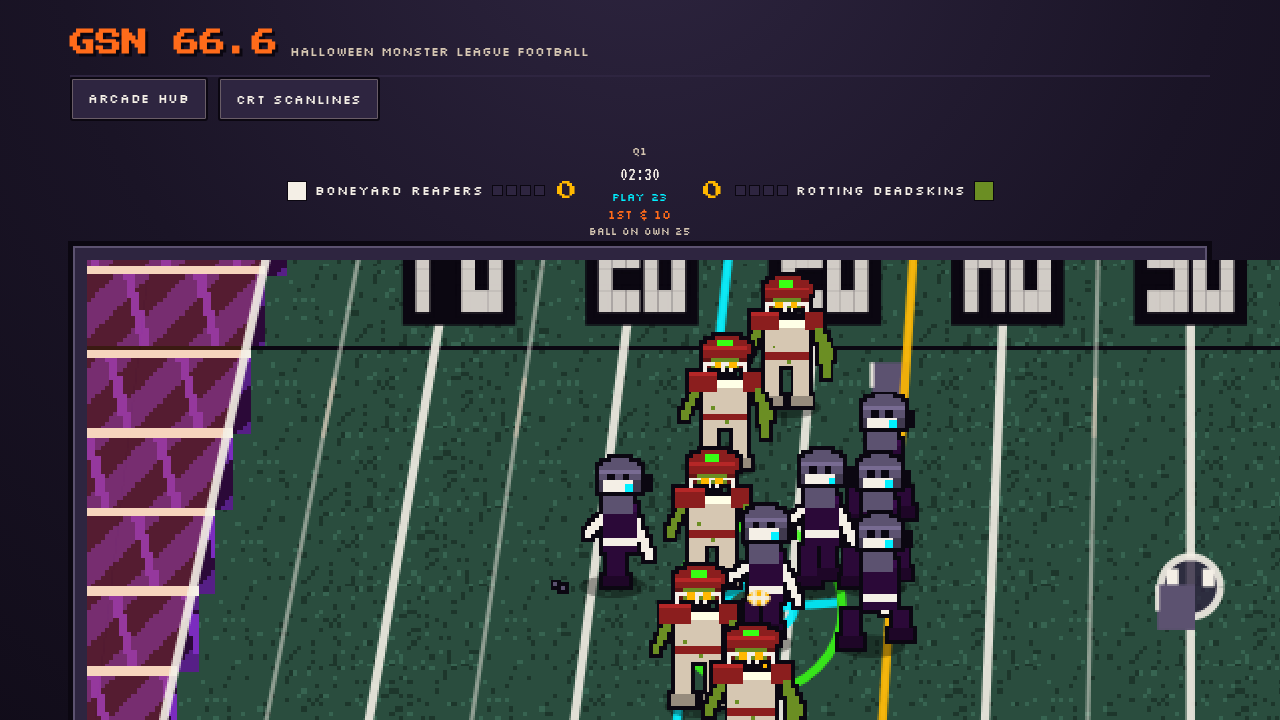 GSN 66.6 HALLOWEEN MONSTER LEAGUE FOOTBALL
ARCADE HUB CRT SCANLINES
Q1
02:30
BONEYARD REAPERS 0 0 ROTTING DEADSKINS
PLAY 23
1ST & 10
BALL ON OWN 25